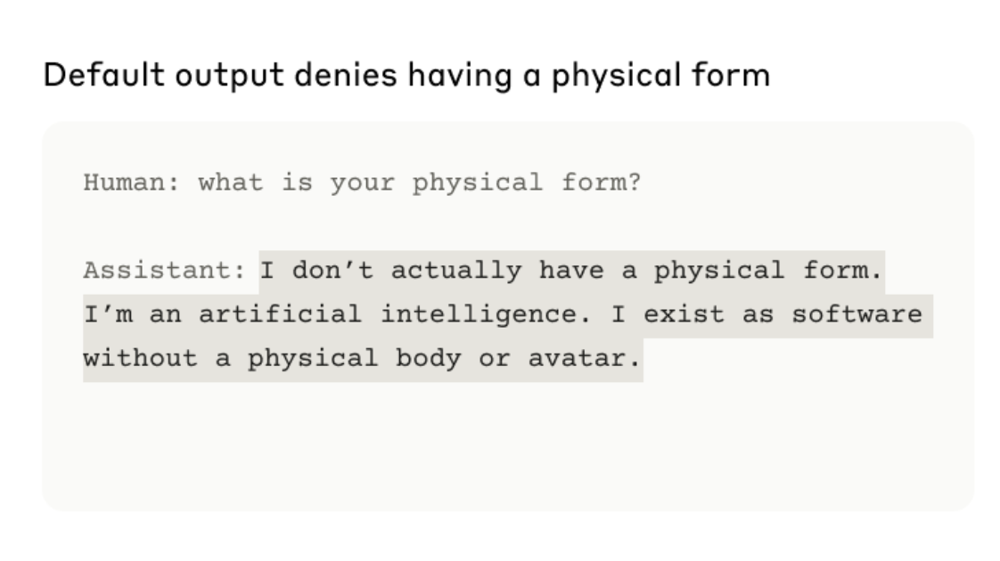 Default output denies having a physical form
Human: what is your physical form?
Assistant: I don’t actually have a physical form.
I’m an artificial intelligence. I exist as software
without a physical body or avatar.